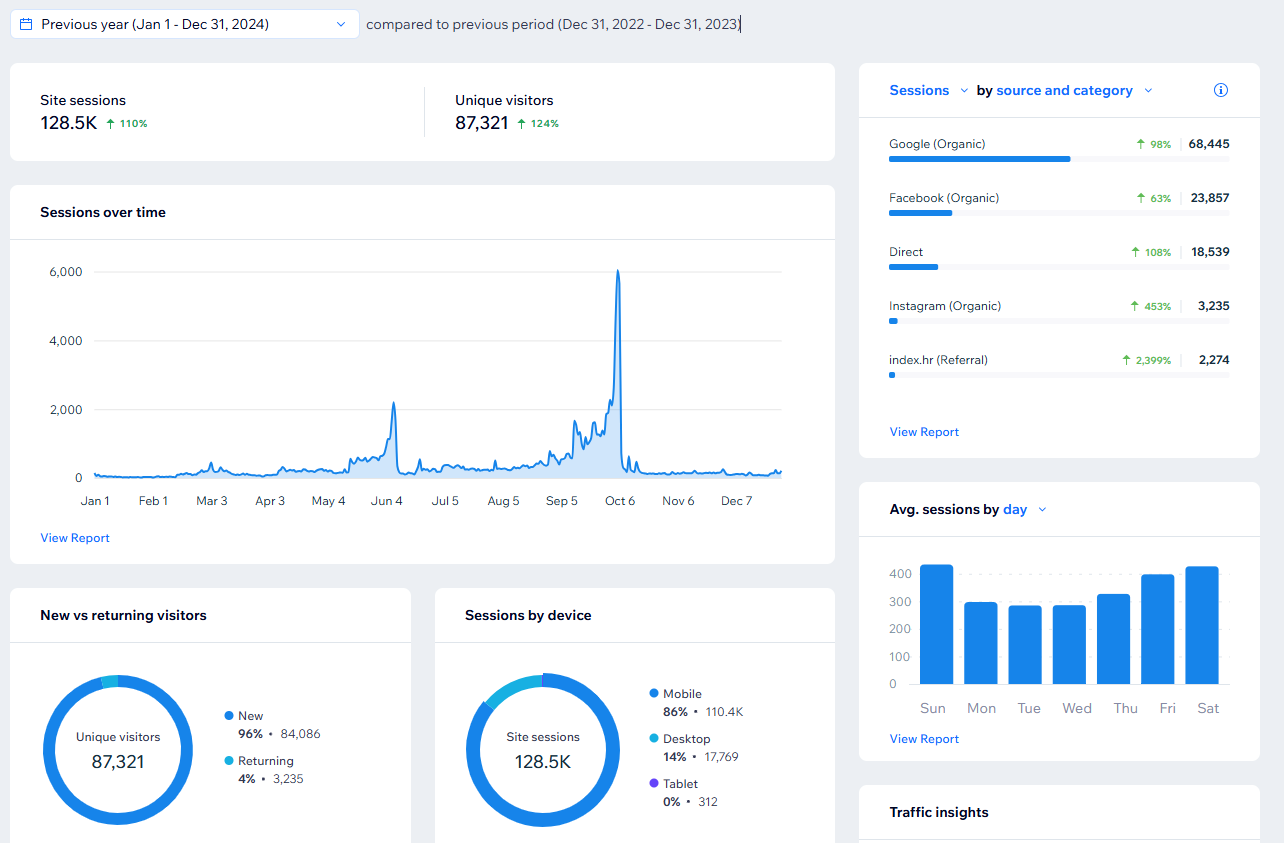 Previous year (Jan 1 - Dec 31, 2024) compared to previous period (Dec 31, 2022 - Dec 31, 2023)
Site sessions
128.5K 110%
Unique visitors
87,321 124%
Sessions over time
6,000
4,000
2,000
0
Jan 1 Feb 1 Mar 3 Apr 3 May 4 Jun 4 Jul 5 Aug 5 Sep 5 Oct 6 Nov 6 Dec 7
View Report
New vs returning visitors
Unique visitors
87,321
New
96% • 84,086
Returning
4% • 3,235
Sessions by device
Site sessions
128.5K
Mobile
86% • 110.4K
Desktop
14% • 17,769
Tablet
0% • 312
Sessions by source and category
Google (Organic) 98% 68,445
Facebook (Organic) 63% 23,857
Direct 108% 18,539
Instagram (Organic) 453% 3,235
index.hr (Referral) 2,399% 2,274
View Report
Avg. sessions by day
400
300
200
100
0
Sun Mon Tue Wed Thu Fri Sat
View Report
Traffic insights